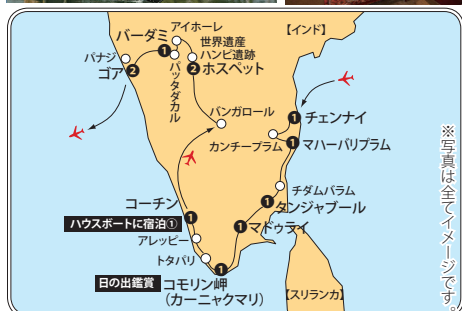 アイホーレ
【インド】
バーダミ
世界遺産
ハンピ遺跡
パナジ
1
ゴア
2
パッタダカル
2
ホスペット
バンガロール
1
チェンナイ
カンチープラム
1
マハーバリプラム
チダムバラム
コーチン
1
1
タンジャブール
ハウスボートに宿泊①
1
マドゥライ
アレッピー
トタパリ
日の出鑑賞
1
コモリン岬
(カーニャクマリ)
【スリランカ】
※写真は全てイメージです。